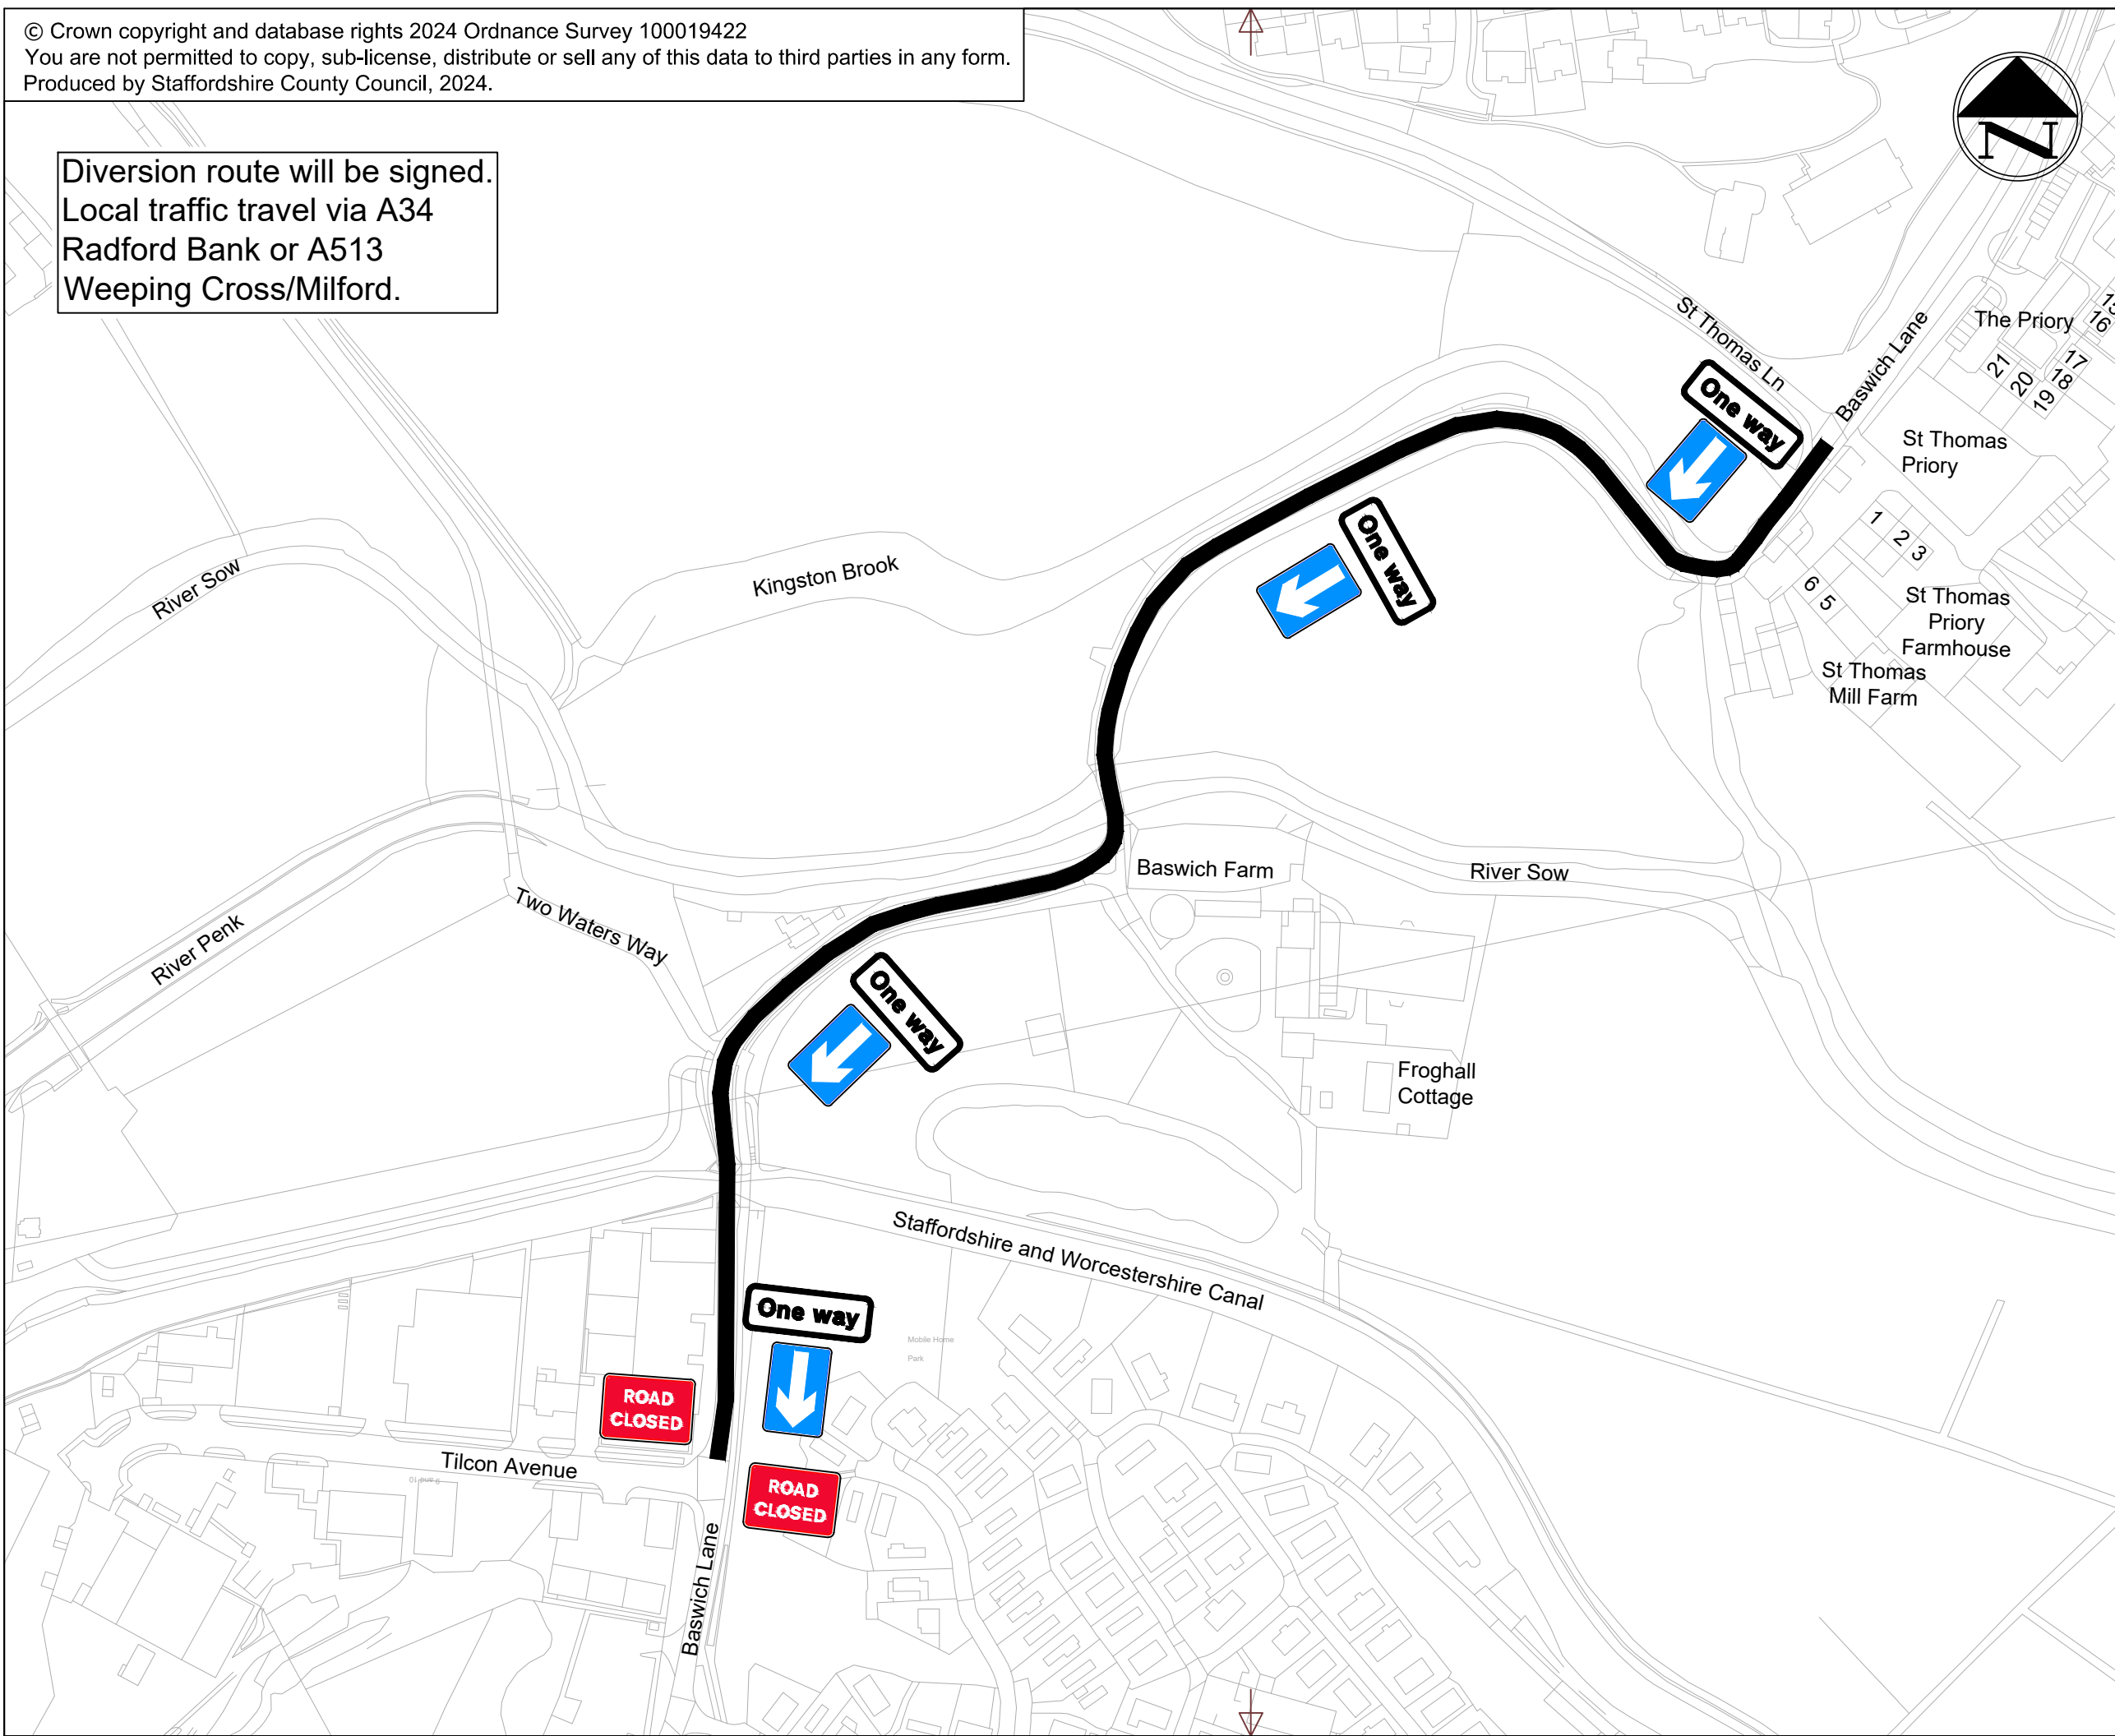 © Crown copyright and database rights 2024 Ordnance Survey 100019422
You are not permitted to copy, sub-license, distribute or sell any of this data to third parties in any form.
Produced by Staffordshire County Council, 2024.
N
Diversion route will be signed.
Local traffic travel via A34
Radford Bank or A513
Weeping Cross/Milford.
St Thomas Ln
Baswich Lane
The Priory
16
17
18
19
20
21
One way
St Thomas
Priory
1
2
3
6
5
St Thomas
Priory
Farmhouse
St Thomas
Mill Farm
One way
Kingston Brook
River Sow
Baswich Farm
River Sow
Two Waters Way
River Penk
One way
Froghall
Cottage
Staffordshire and Worcestershire Canal
One way
Mobile Home
Park
ROAD
CLOSED
Tilcon Avenue
9 and 10
ROAD
CLOSED
Baswich Lane